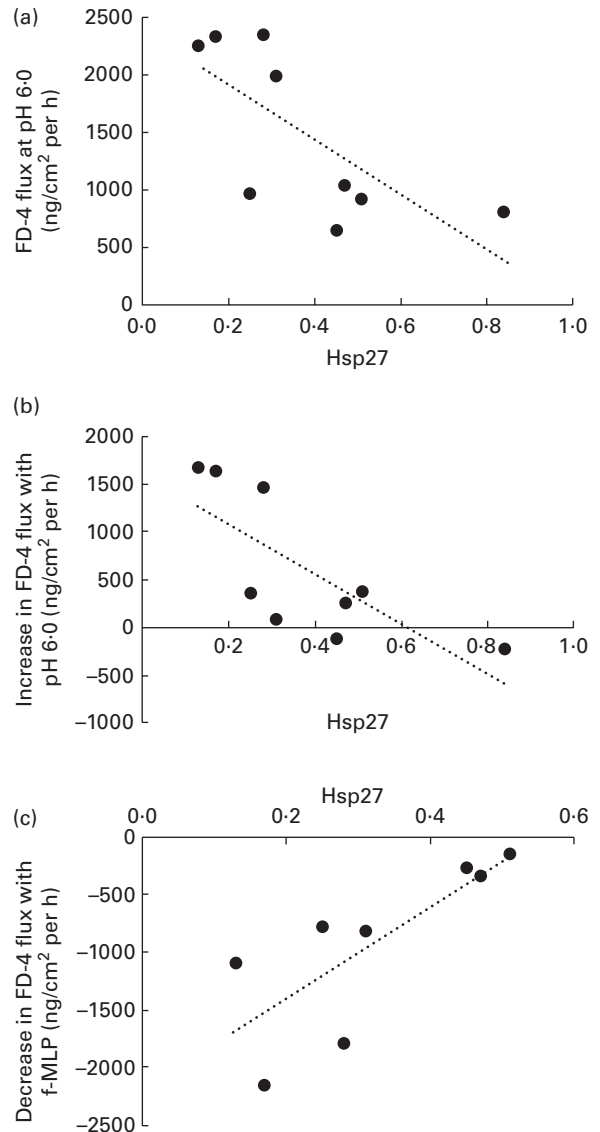 (a)
FD-4 flux at pH 6·0
(ng/cm² per h)
2500
2000
1500
1000
500
0
0·0 0·2 0·4 0·6 0·8 1·0
Hsp27
(b)
Increase in FD-4 flux with
pH 6·0 (ng/cm² per h)
2000
1500
1000
500
0
−500
−1000
0·0 0·2 0·4 0·6 0·8 1·0
Hsp27
Hsp27
0·0 0·2 0·4 0·6
(c)
Decrease in FD-4 flux with
f-MLP (ng/cm² per h)
0
−500
−1000
−1500
−2000
−2500